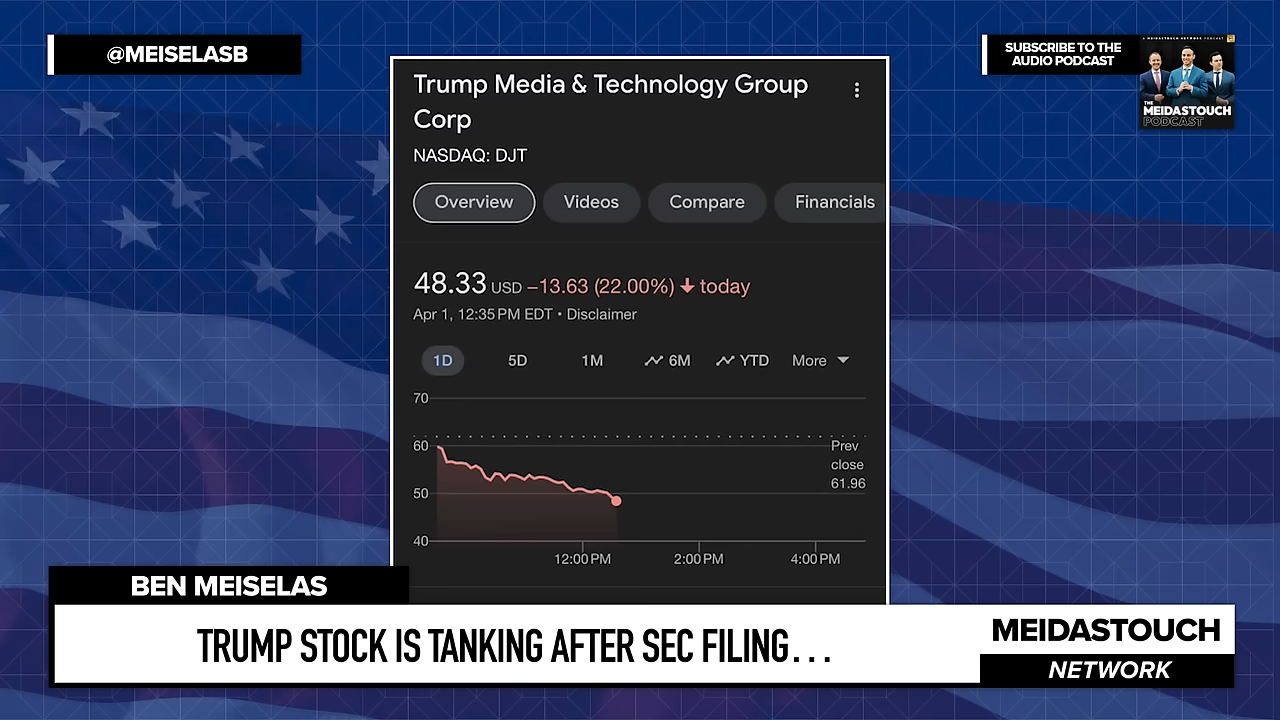 @MEISELASB
SUBSCRIBE TO THE
AUDIO PODCAST
A MEIDASTOUCH NETWORK PODCAST
THE
MEIDASTOUCH
PODCAST
Trump Media & Technology Group
Corp
NASDAQ: DJT
Overview
Videos
Compare
Financials
48.33 USD −13.63 (22.00%) ↓ today
Apr 1, 12:35 PM EDT • Disclaimer
1D
5D
1M
6M
YTD
More
70
60
50
40
Prev
close
61.96
12:00 PM
2:00 PM
4:00 PM
BEN MEISELAS
TRUMP STOCK IS TANKING AFTER SEC FILING...
MEIDASTOUCH
NETWORK